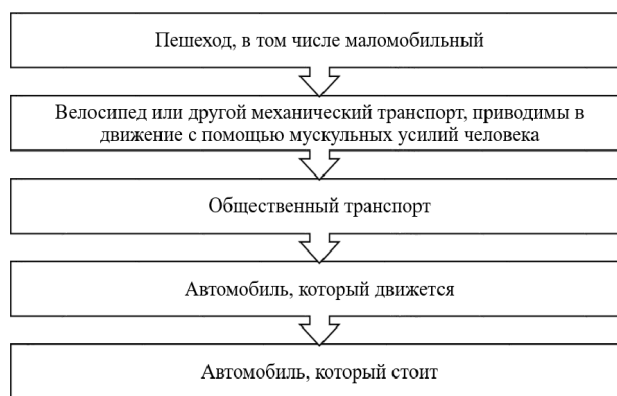 Пешеход, в том числе маломобильный
Велосипед или другой механический транспорт, приводимы в
движение с помощью мускульных усилий человека
Общественный транспорт
Автомобиль, который движется
Автомобиль, который стоит